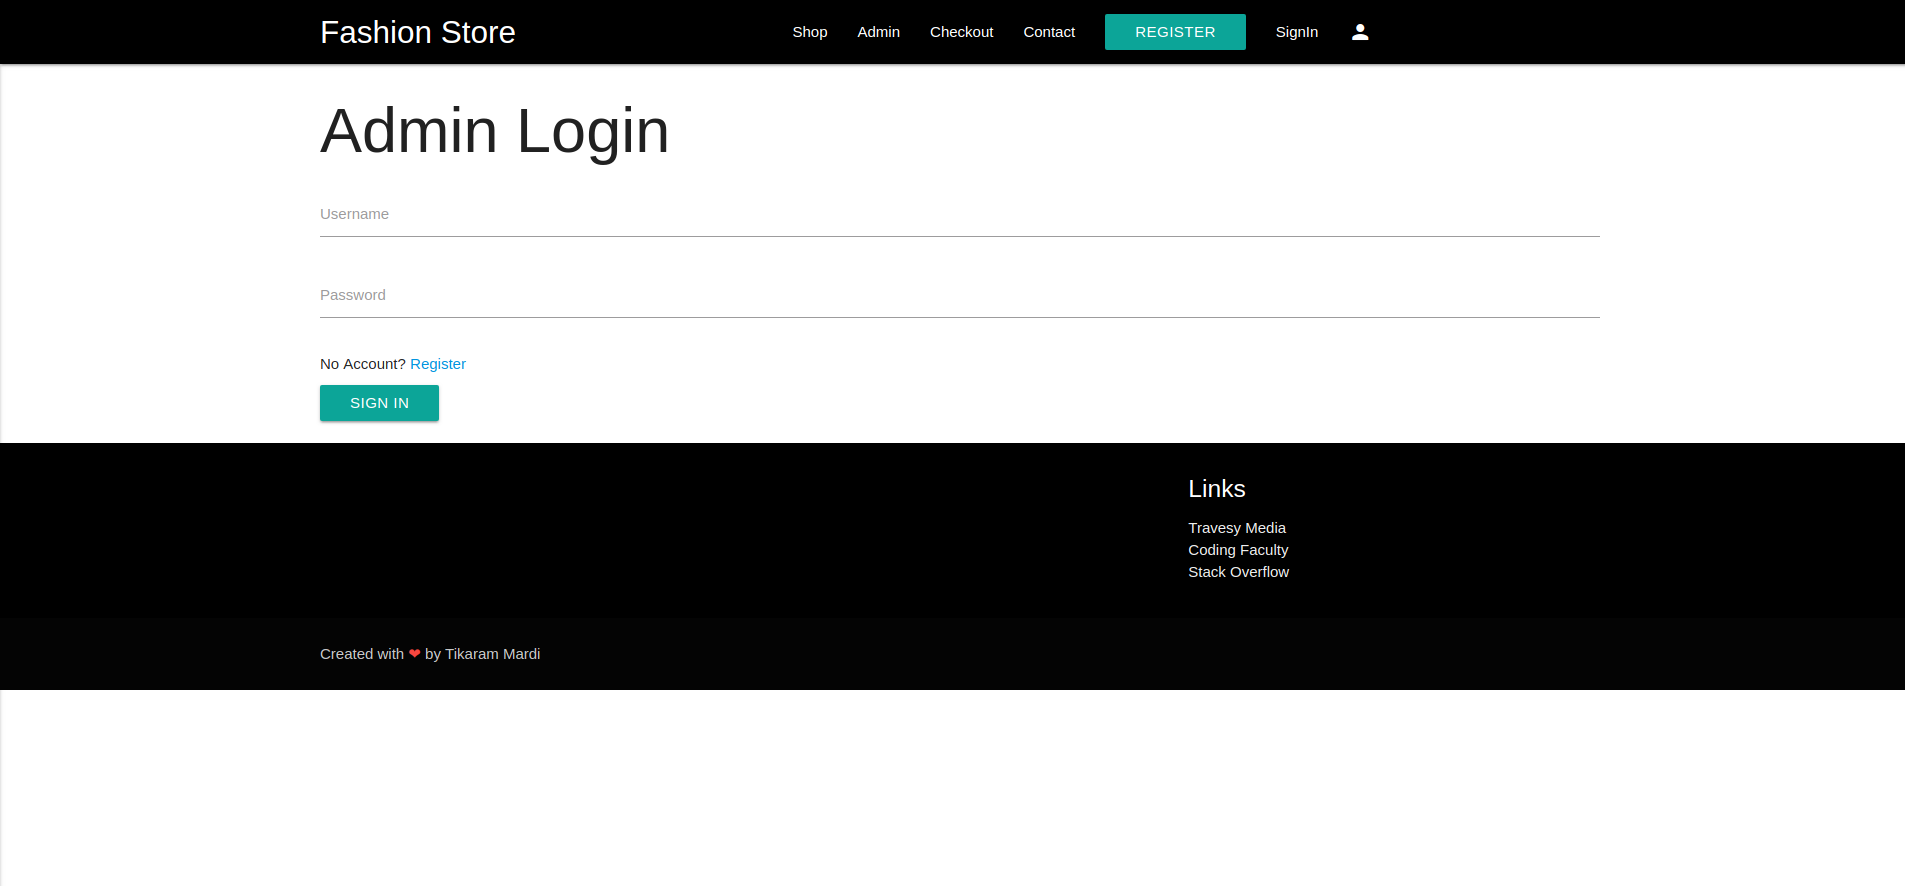 Fashion Store Shop Admin Checkout Contact REGISTER SignIn
Admin Login
Username
Password
No Account? Register
SIGN IN
Links
Travesy Media
Coding Faculty
Stack Overflow
Created with ❤ by Tikaram Mardi